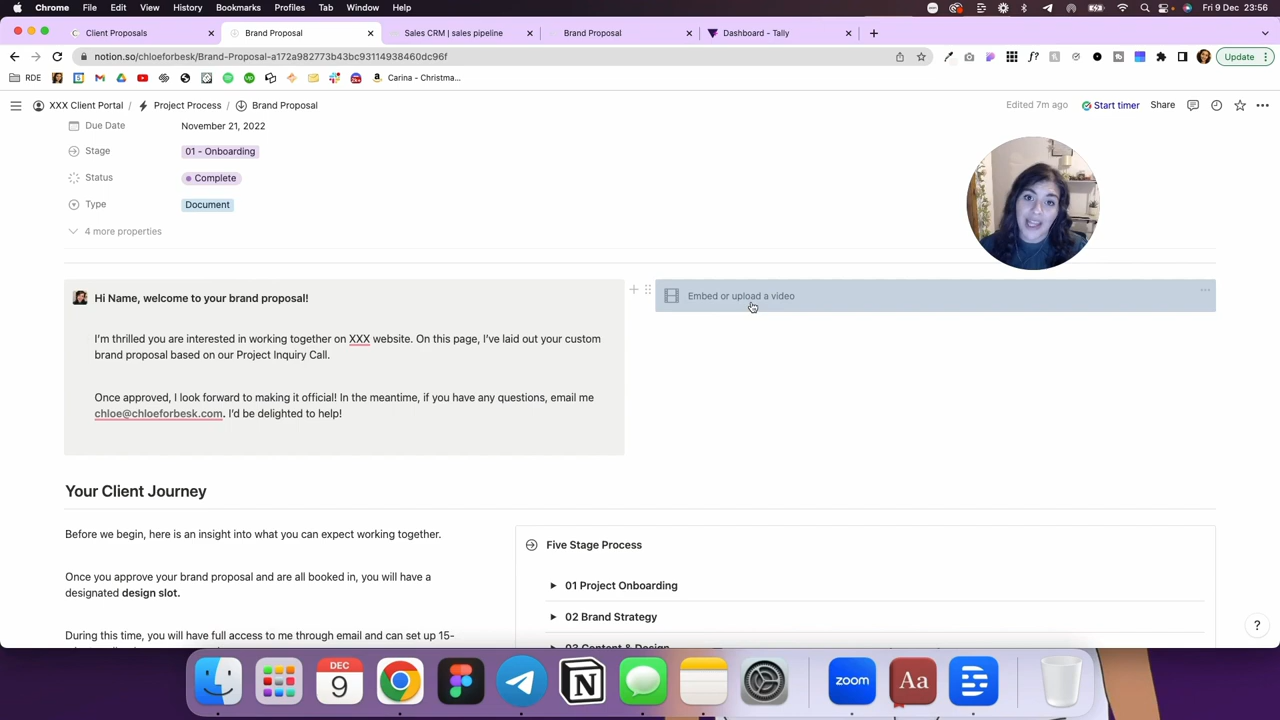 Chrome File Edit View History Bookmarks Profiles Tab Window Help Fri 9 Dec 23:56
Client Proposals Brand Proposal Sales CRM | sales pipeline Brand Proposal Dashboard - Tally
notion.so/chloeforbesk/Brand-Proposal-a172a982773b43bc93114938460dc96f Update
RDE Carina - Christma...
XXX Client Portal / Project Process / Brand Proposal Edited 7m ago Start timer Share
Due Date November 21, 2022
Stage 01 - Onboarding
Status Complete
Type Document
4 more properties
Hi Name, welcome to your brand proposal!
I'm thrilled you are interested in working together on XXX website. On this page, I've laid out your custom
brand proposal based on our Project Inquiry Call.
Once approved, I look forward to making it official! In the meantime, if you have any questions, email me
chloe@chloeforbesk.com. I'd be delighted to help!
Embed or upload a video
Your Client Journey
Before we begin, here is an insight into what you can expect working together.
Once you approve your brand proposal and are all booked in, you will have a
designated design slot.
During this time, you will have full access to me through email and can set up 15-
Five Stage Process
01 Project Onboarding
02 Brand Strategy
03 Content & Design
?
DEC
9
zoom
Aa